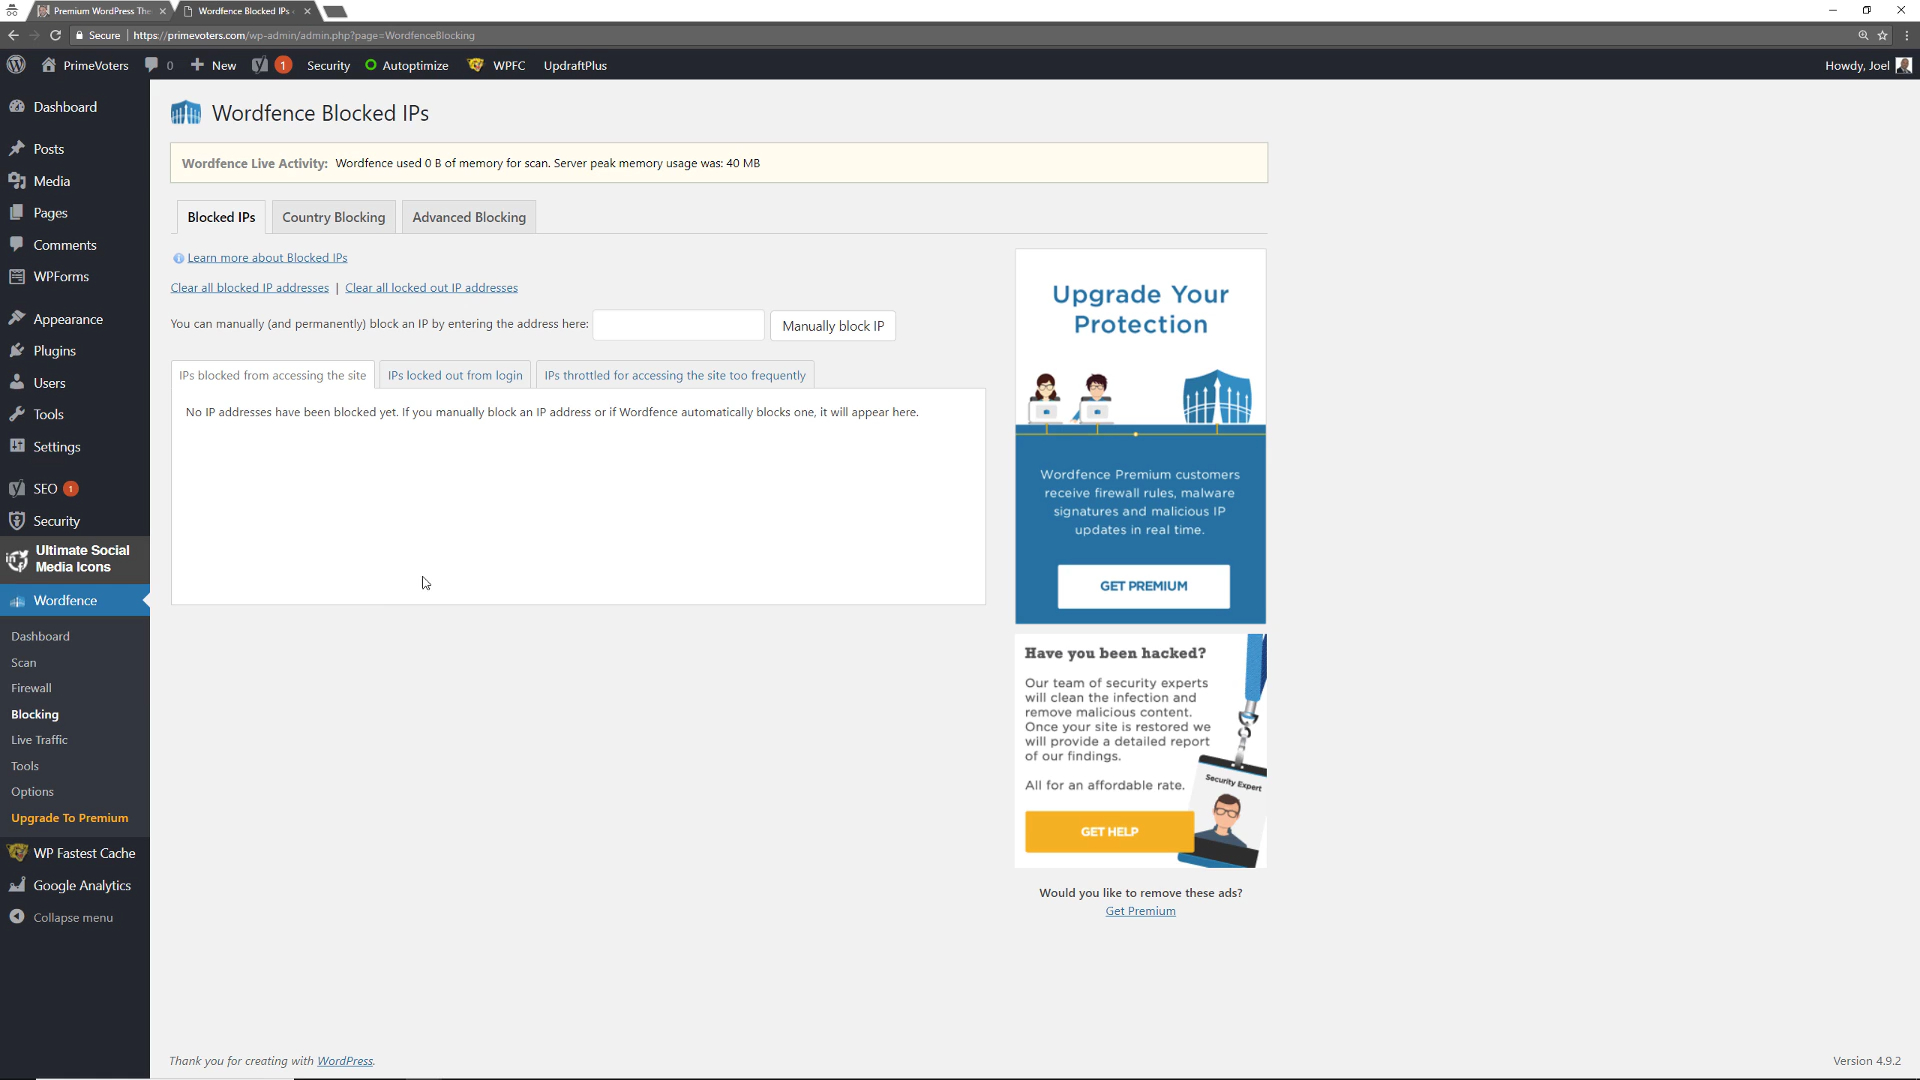 Premium WordPress The
Wordfence Blocked IPs
Secure
https://primevoters.com/wp-admin/admin.php?page=WordfenceBlocking
PrimeVoters
0
New
1
Security
Autoptimize
WPFC
UpdraftPlus
Howdy, Joel
Dashboard
Posts
Media
Pages
Comments
WPForms
Appearance
Plugins
Users
Tools
Settings
SEO 1
Security
Ultimate Social
Media Icons
Wordfence
Dashboard
Scan
Firewall
Blocking
Live Traffic
Tools
Options
Upgrade To Premium
WP Fastest Cache
Google Analytics
Collapse menu
Wordfence Blocked IPs
Wordfence Live Activity: Wordfence used 0 B of memory for scan. Server peak memory usage was: 40 MB
Blocked IPs
Country Blocking
Advanced Blocking
Learn more about Blocked IPs
Clear all blocked IP addresses | Clear all locked out IP addresses
You can manually (and permanently) block an IP by entering the address here:
Manually block IP
IPs blocked from accessing the site
IPs locked out from login
IPs throttled for accessing the site too frequently
No IP addresses have been blocked yet. If you manually block an IP address or if Wordfence automatically blocks one, it will appear here.
Upgrade Your
Protection
Wordfence Premium customers
receive firewall rules, malware
signatures and malicious IP
updates in real time.
GET PREMIUM
Have you been hacked?
Our team of security experts
will clean the infection and
remove malicious content.
Once your site is restored we
will provide a detailed report
of our findings.
All for an affordable rate.
Security Expert
GET HELP
Would you like to remove these ads?
Get Premium
Thank you for creating with WordPress.
Version 4.9.2